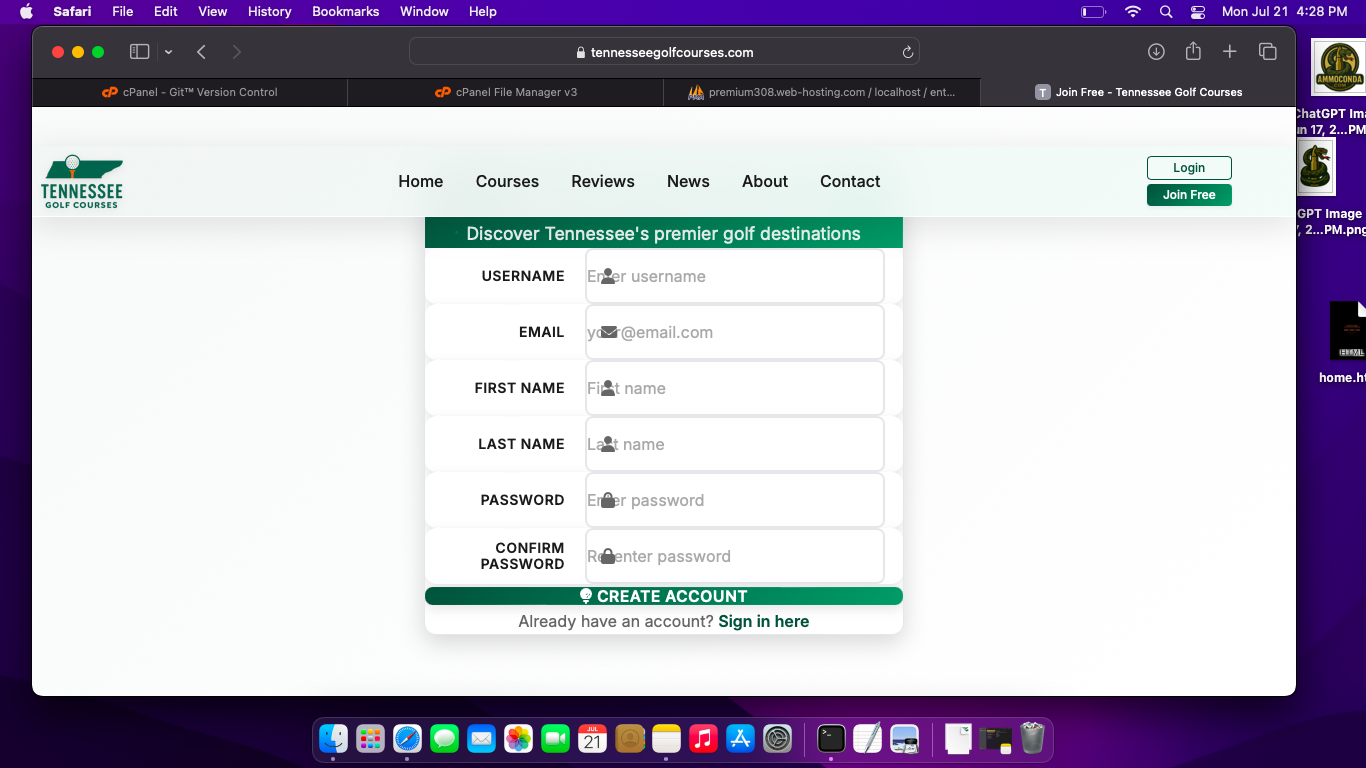 Safari File Edit View History Bookmarks Window Help Mon Jul 21 4:28 PM
tennesseegolfcourses.com
cPanel - Git™ Version Control
cPanel File Manager v3
premium308.web-hosting.com / localhost / ent...
T Join Free - Tennessee Golf Courses
TENNESSEE
GOLF COURSES
Home Courses Reviews News About Contact
Login
Join Free
Discover Tennessee's premier golf destinations
USERNAME
Enter username
EMAIL
your@email.com
FIRST NAME
First name
LAST NAME
Last name
PASSWORD
Enter password
CONFIRM
PASSWORD
Re-enter password
CREATE ACCOUNT
Already have an account? Sign in here
AMMOCONDA
ChatGPT Ima
un 17, 2...PM
GPT Image
2...PM.png
HTML
home.ht
JUL
21